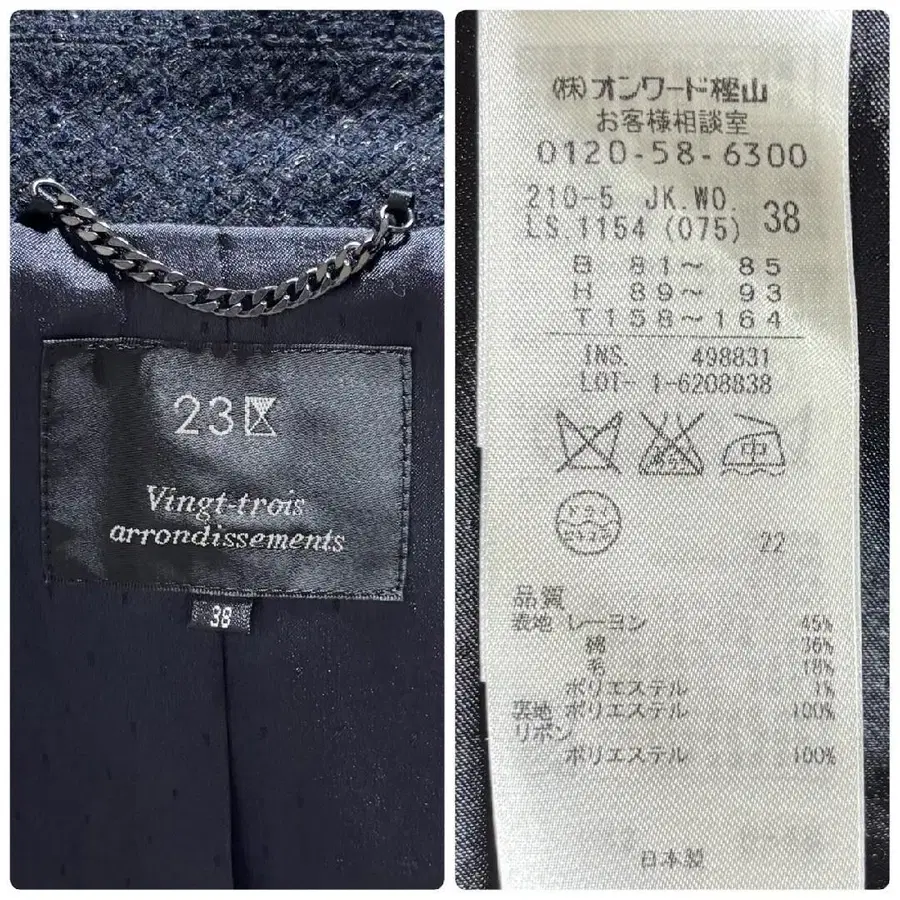 23区
Vingt-trois
arrondissements
38
㈱オンワード樫山
お客様相談室
0120-58-6300
210-5 JK.WO. 38
LS.1154 (075)
B 81〜 85
H 89〜 93
T158〜164
INS. 498831
LOT- 1-6208838
中
ドライ
22
品質
表地 レーヨン 45%
綿 36%
毛 18%
ポリエステル 1%
裏地 ポリエステル 100%
リボン
ポリエステル 100%
日本製